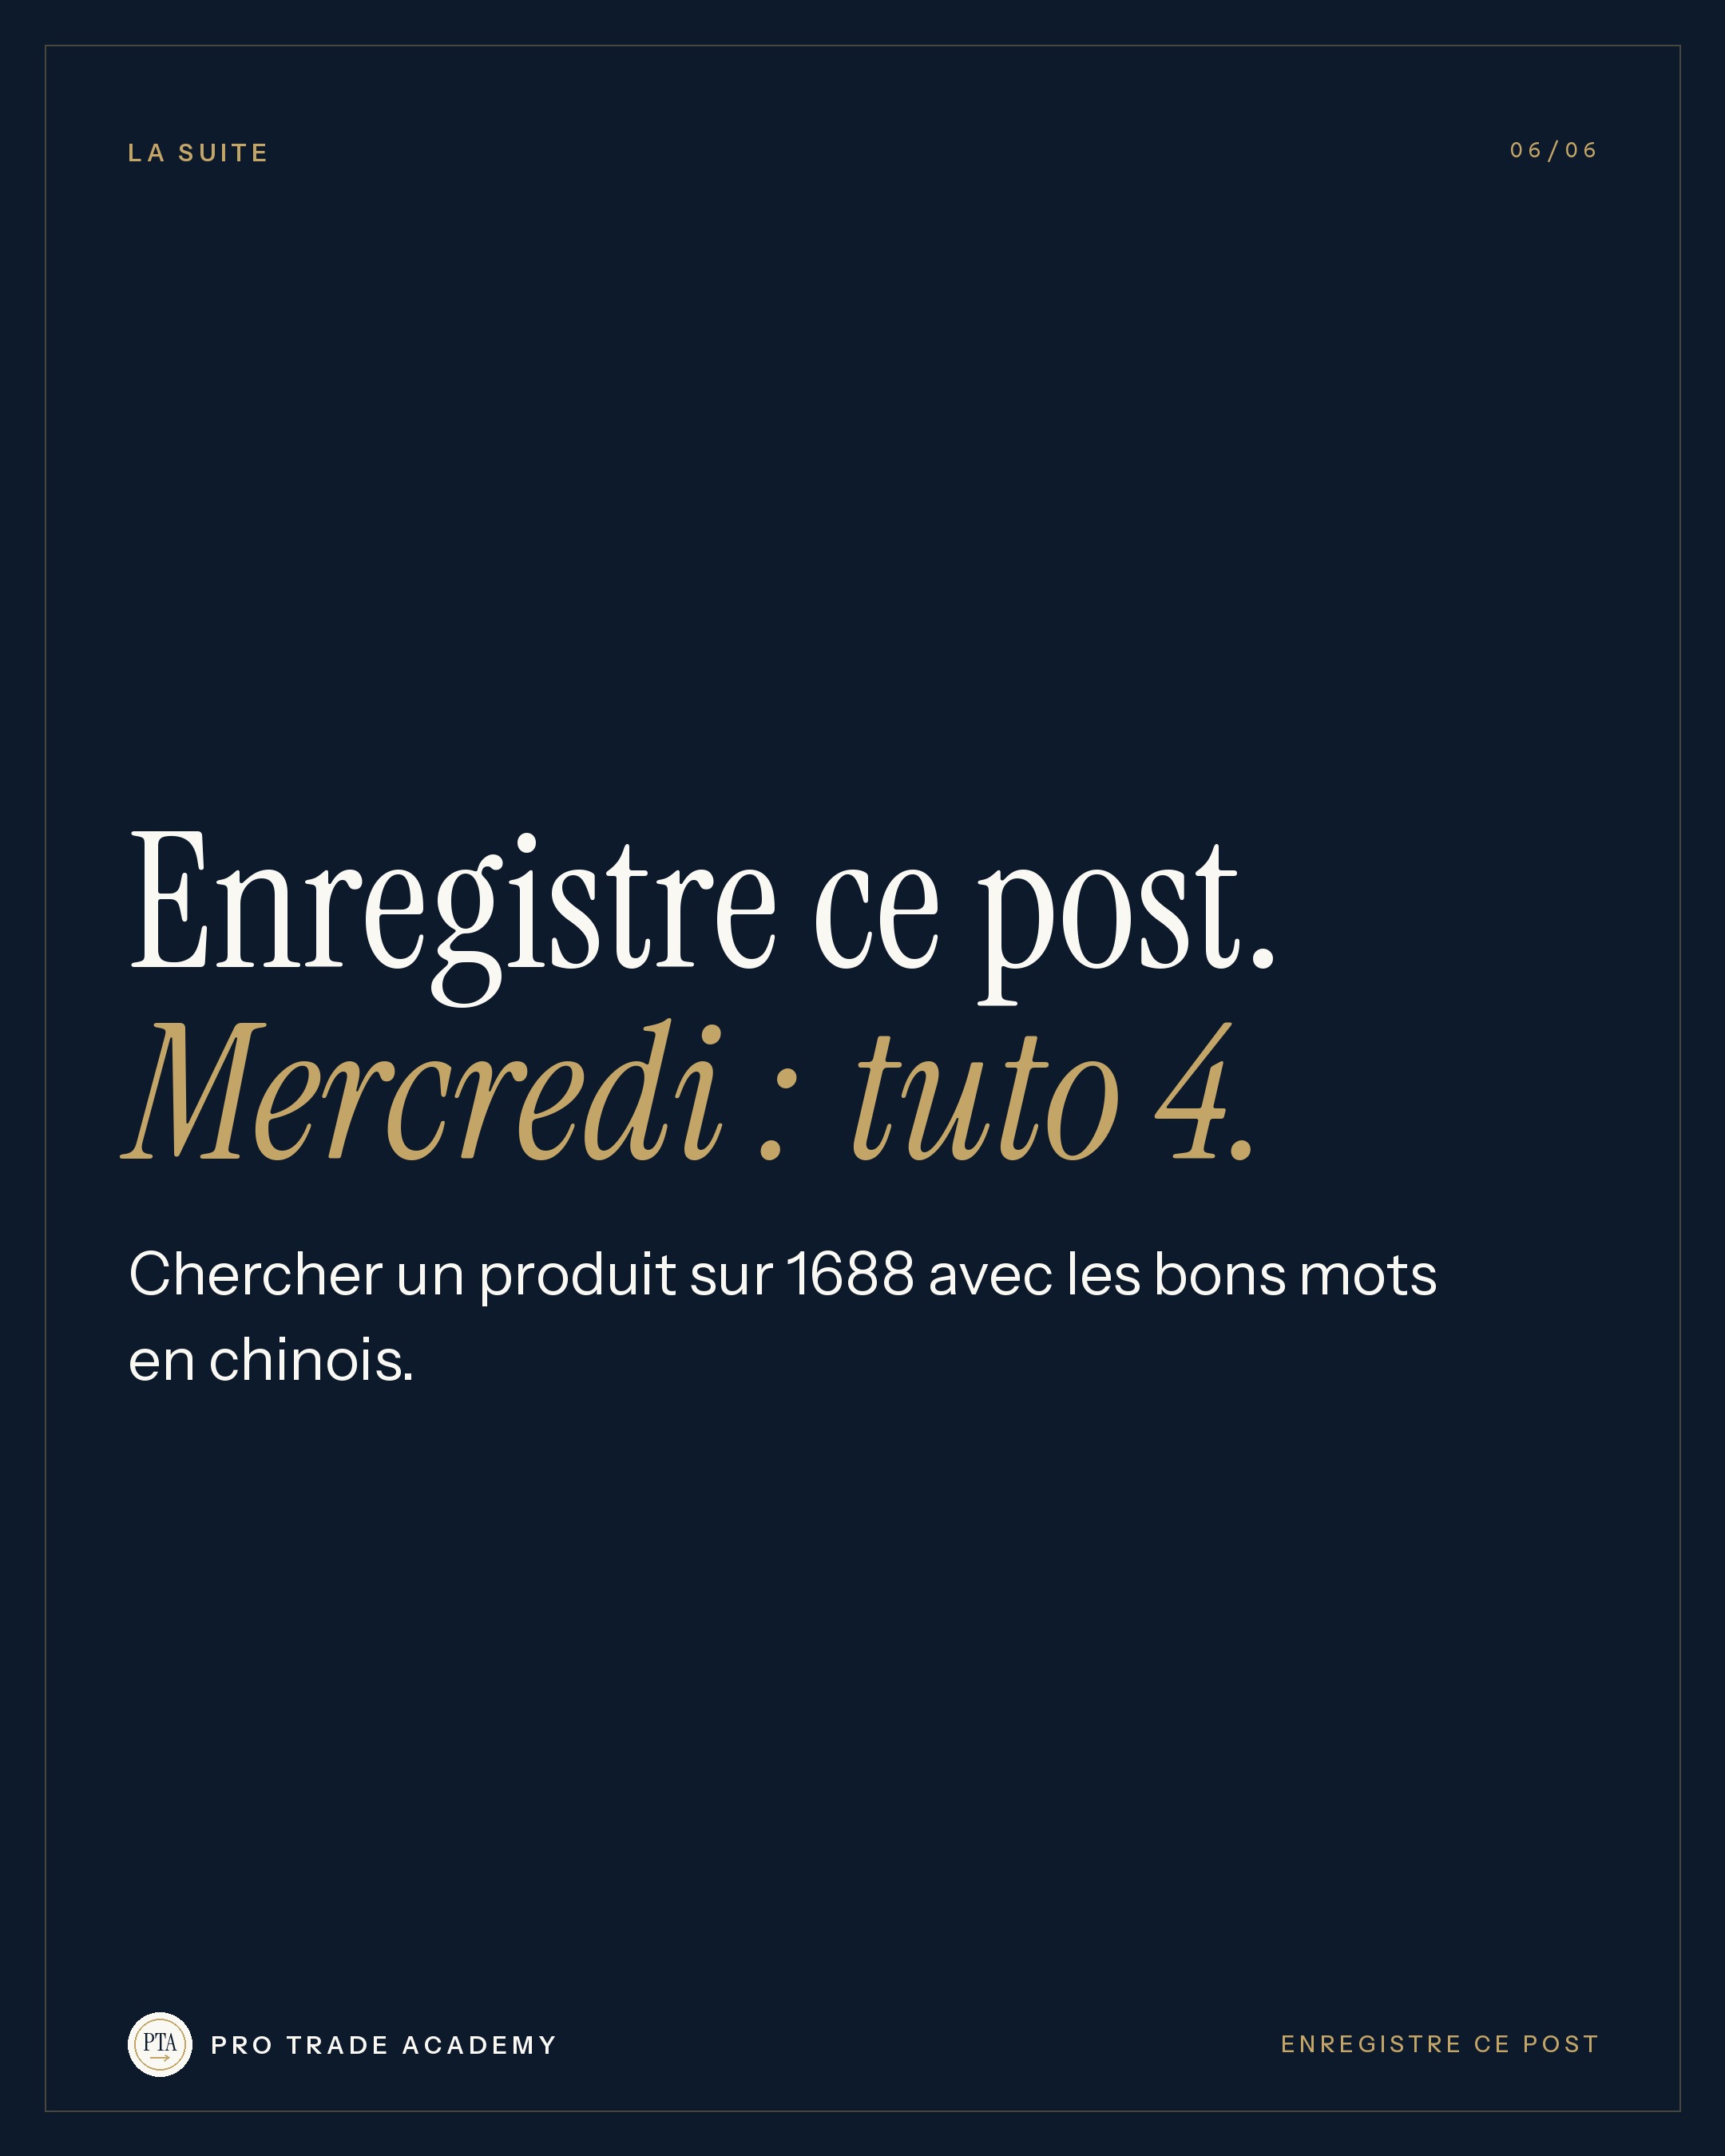 LA SUITE
06/06
Enregistre ce post.
Mercredi : tuto 4.
Chercher un produit sur 1688 avec les bons mots
en chinois.
PTA
PRO TRADE ACADEMY
ENREGISTRE CE POST